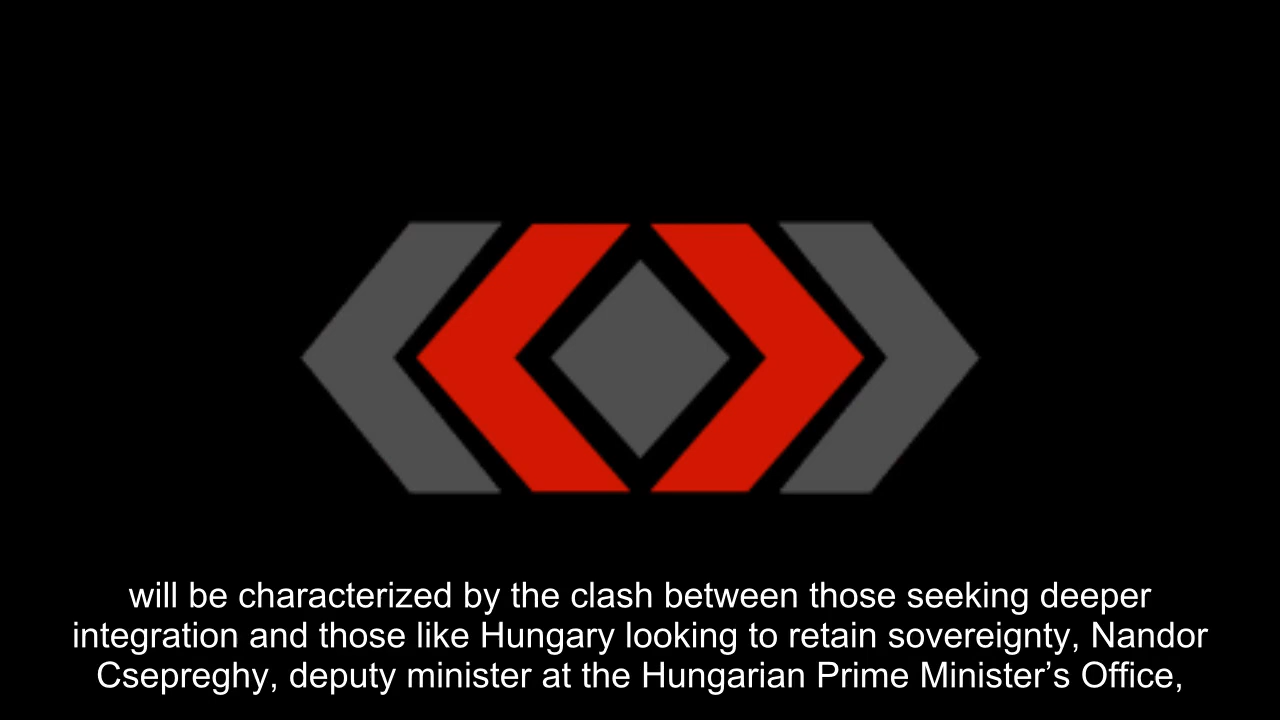 will be characterized by the clash between those seeking deeper
integration and those like Hungary looking to retain sovereignty, Nandor
Csepreghy, deputy minister at the Hungarian Prime Minister’s Office,